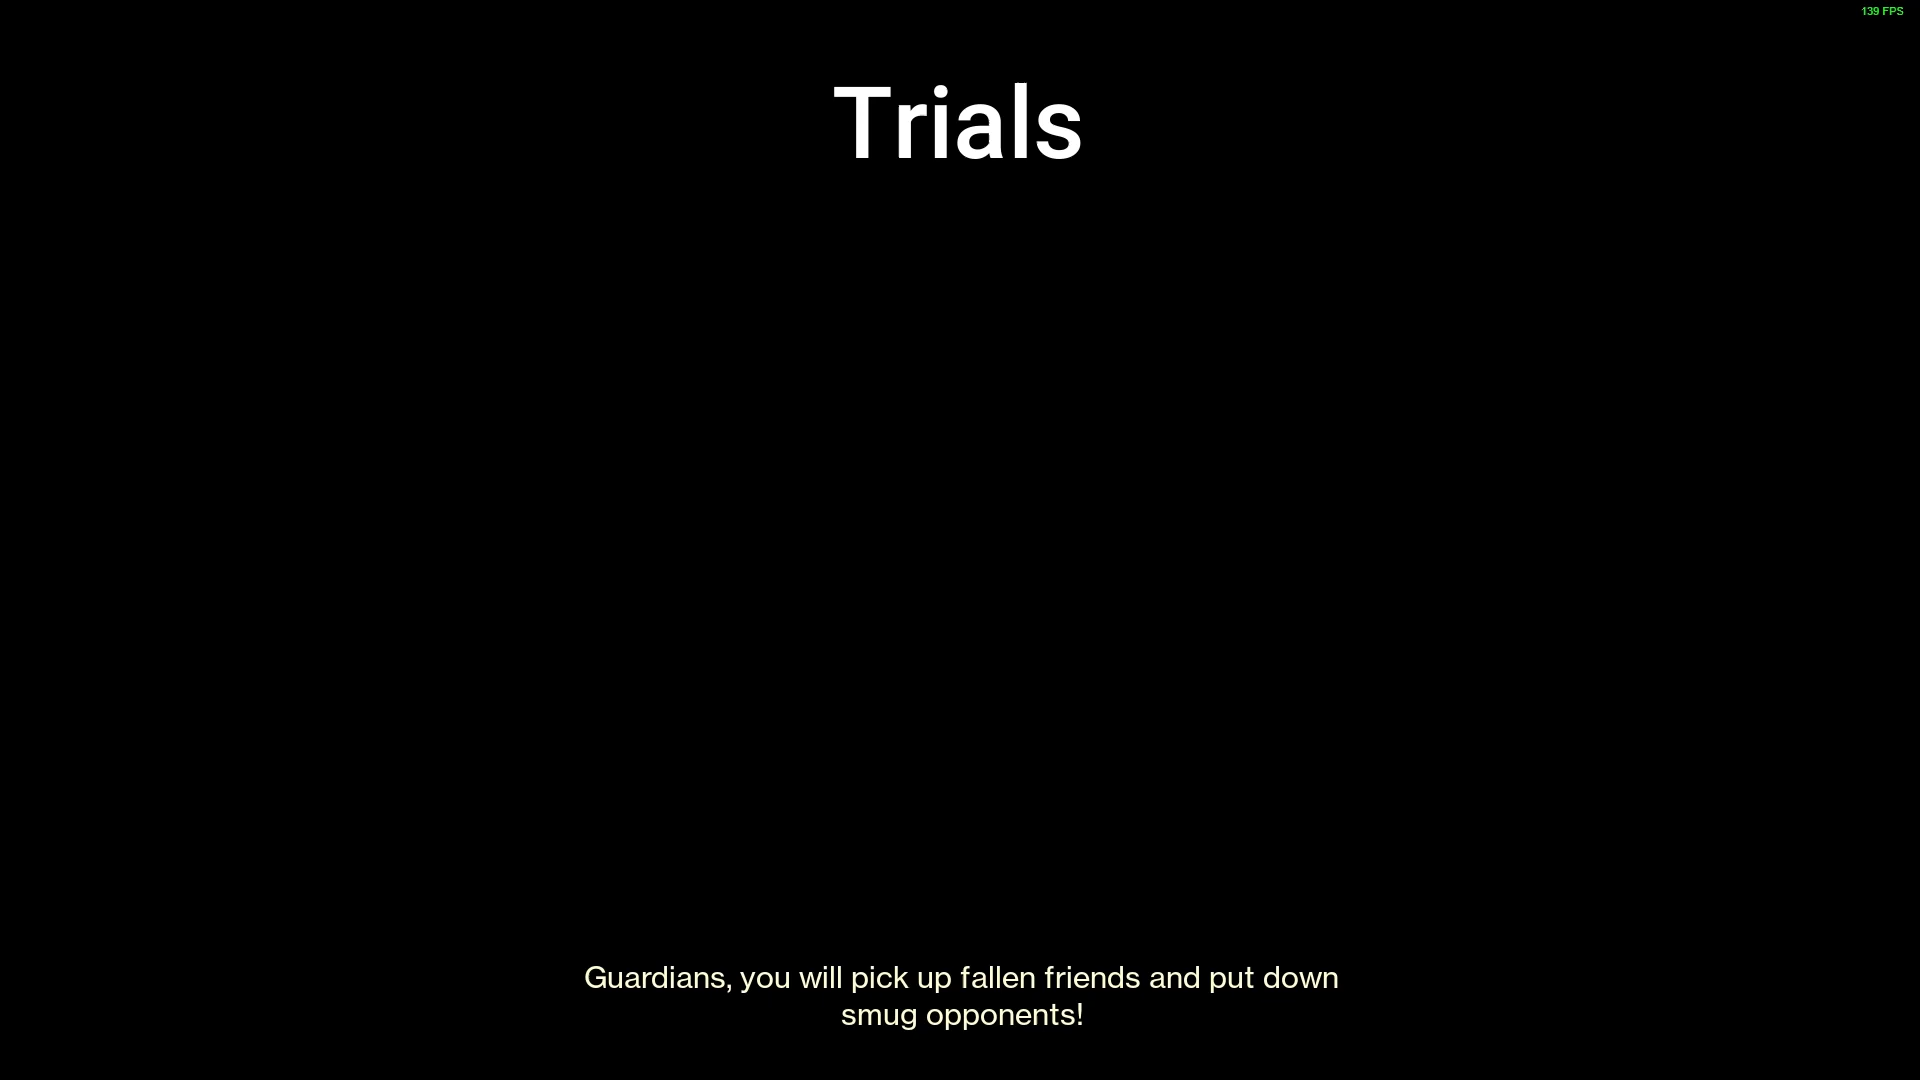 139 FPS
Trials
Guardians, you will pick up fallen friends and put down
smug opponents!